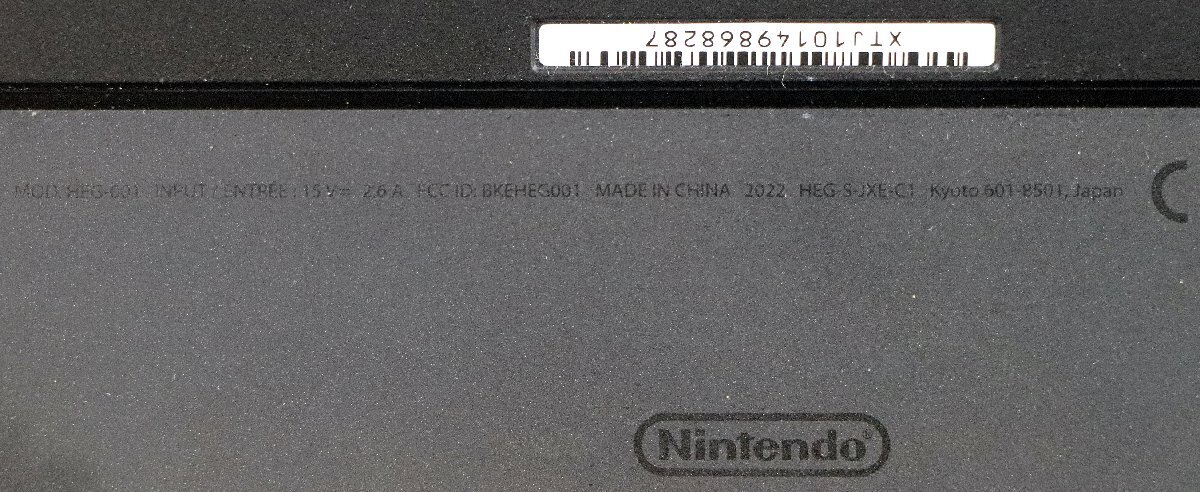 XTJ10149868287
MOD. HEG-001 INPUT / ENTRÉE : 15 V⎓ 2.6 A FCC ID: BKEHEG001 MADE IN CHINA 2022 HEG-S-JXE-C1 Kyoto 601-8501, Japan
Nintendo®